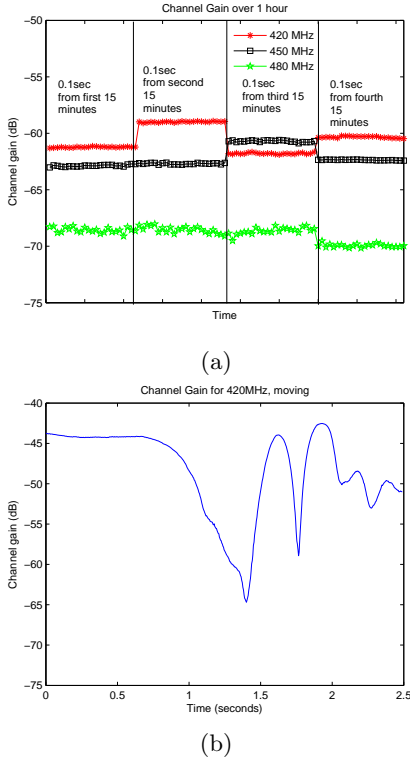 Channel Gain over 1 hour
−50
−55
−60
−65
−70
−75
Channel gain (dB)
420 MHz
450 MHz
480 MHz
0.1sec
from first 15
minutes
0.1sec
from second
15
minutes
0.1sec
from third 15
minutes
0.1sec
from fourth
15
minutes
Time
(a)
Channel Gain for 420MHz, moving
−40
−45
−50
−55
−60
−65
−70
−75
Channel gain (dB)
0 0.5 1 1.5 2 2.5
Time (seconds)
(b)